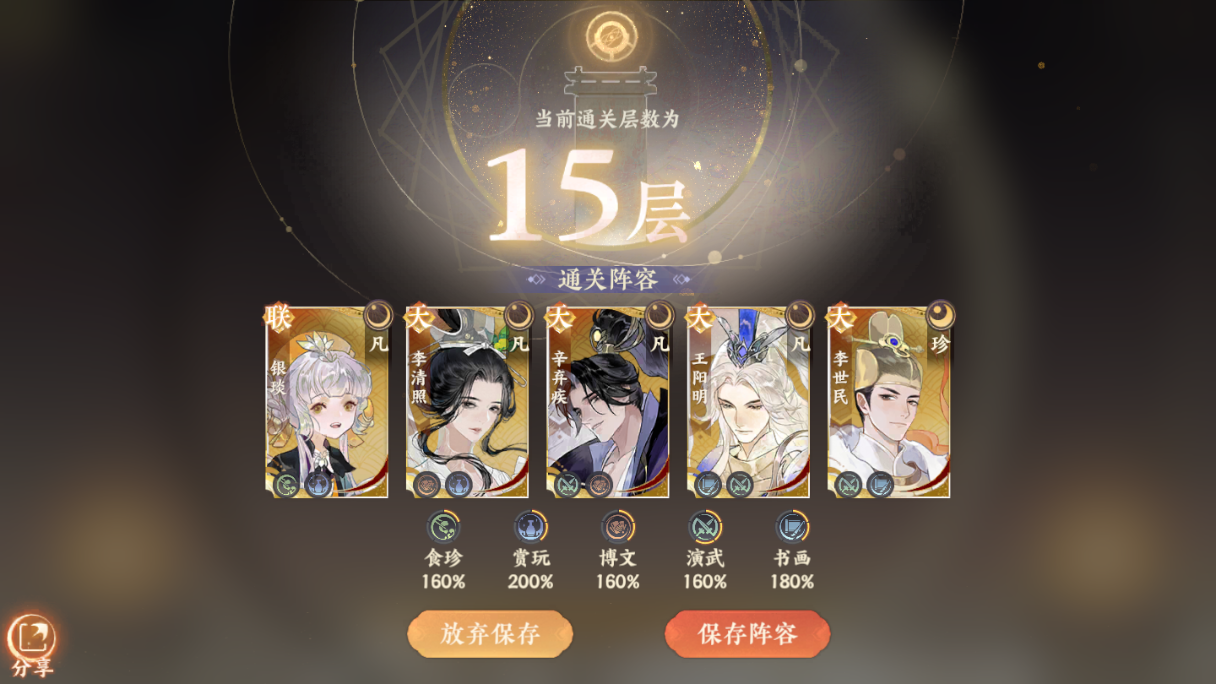 当前通关层数为
15层
通关阵容
联
凡
银琰
天
凡
李清照
天
凡
辛弃疾
天
凡
王阳明
天
珍
李世民
食珍
赏玩
博文
演武
书画
160%
200%
160%
160%
180%
放弃保存
保存阵容
分享